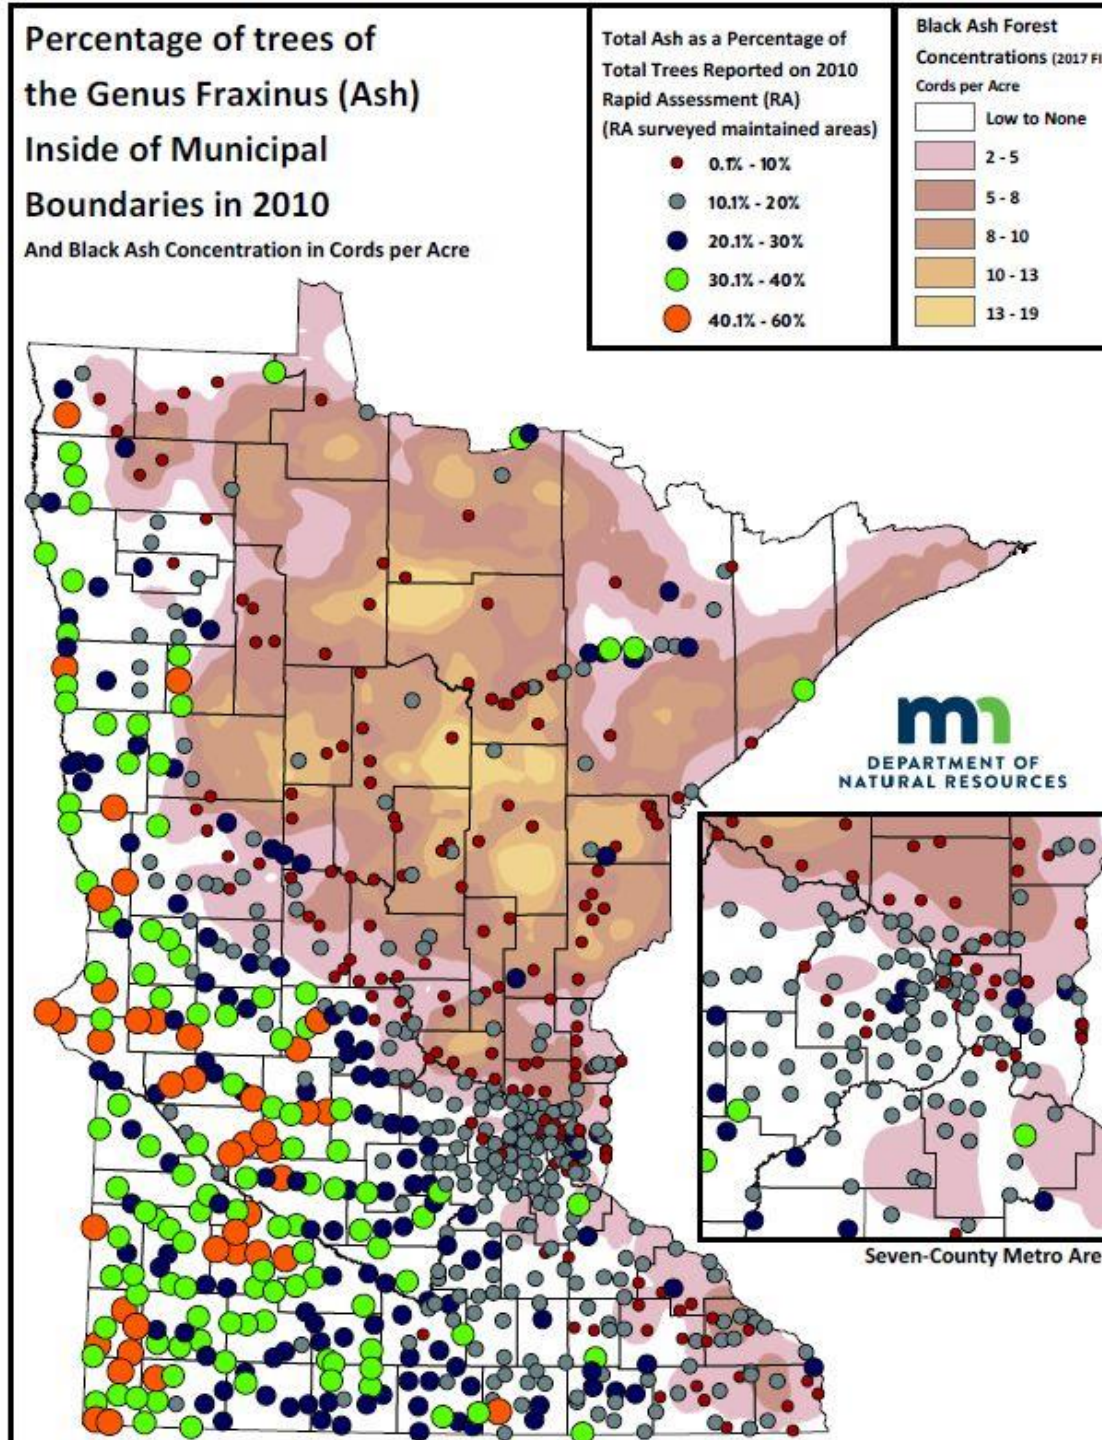 Percentage of trees of
the Genus Fraxinus (Ash)
Inside of Municipal
Boundaries in 2010
And Black Ash Concentration in Cords per Acre
Total Ash as a Percentage of
Total Trees Reported on 2010
Rapid Assessment (RA)
(RA surveyed maintained areas)
0.1% - 10%
10.1% - 20%
20.1% - 30%
30.1% - 40%
40.1% - 60%
Black Ash Forest
Concentrations (2017 FI
Cords per Acre
Low to None
2 - 5
5 - 8
8 - 10
10 - 13
13 - 19
mn
DEPARTMENT OF
NATURAL RESOURCES
Seven-County Metro Are